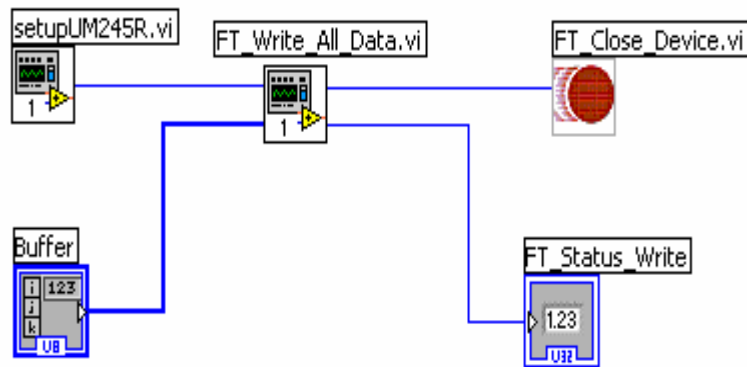 setupUM245R.vi
FT_Write_All_Data.vi
FT_Close_Device.vi
1
1
Buffer
i
j
k
123
U8
FT_Status_Write
1.23
U32